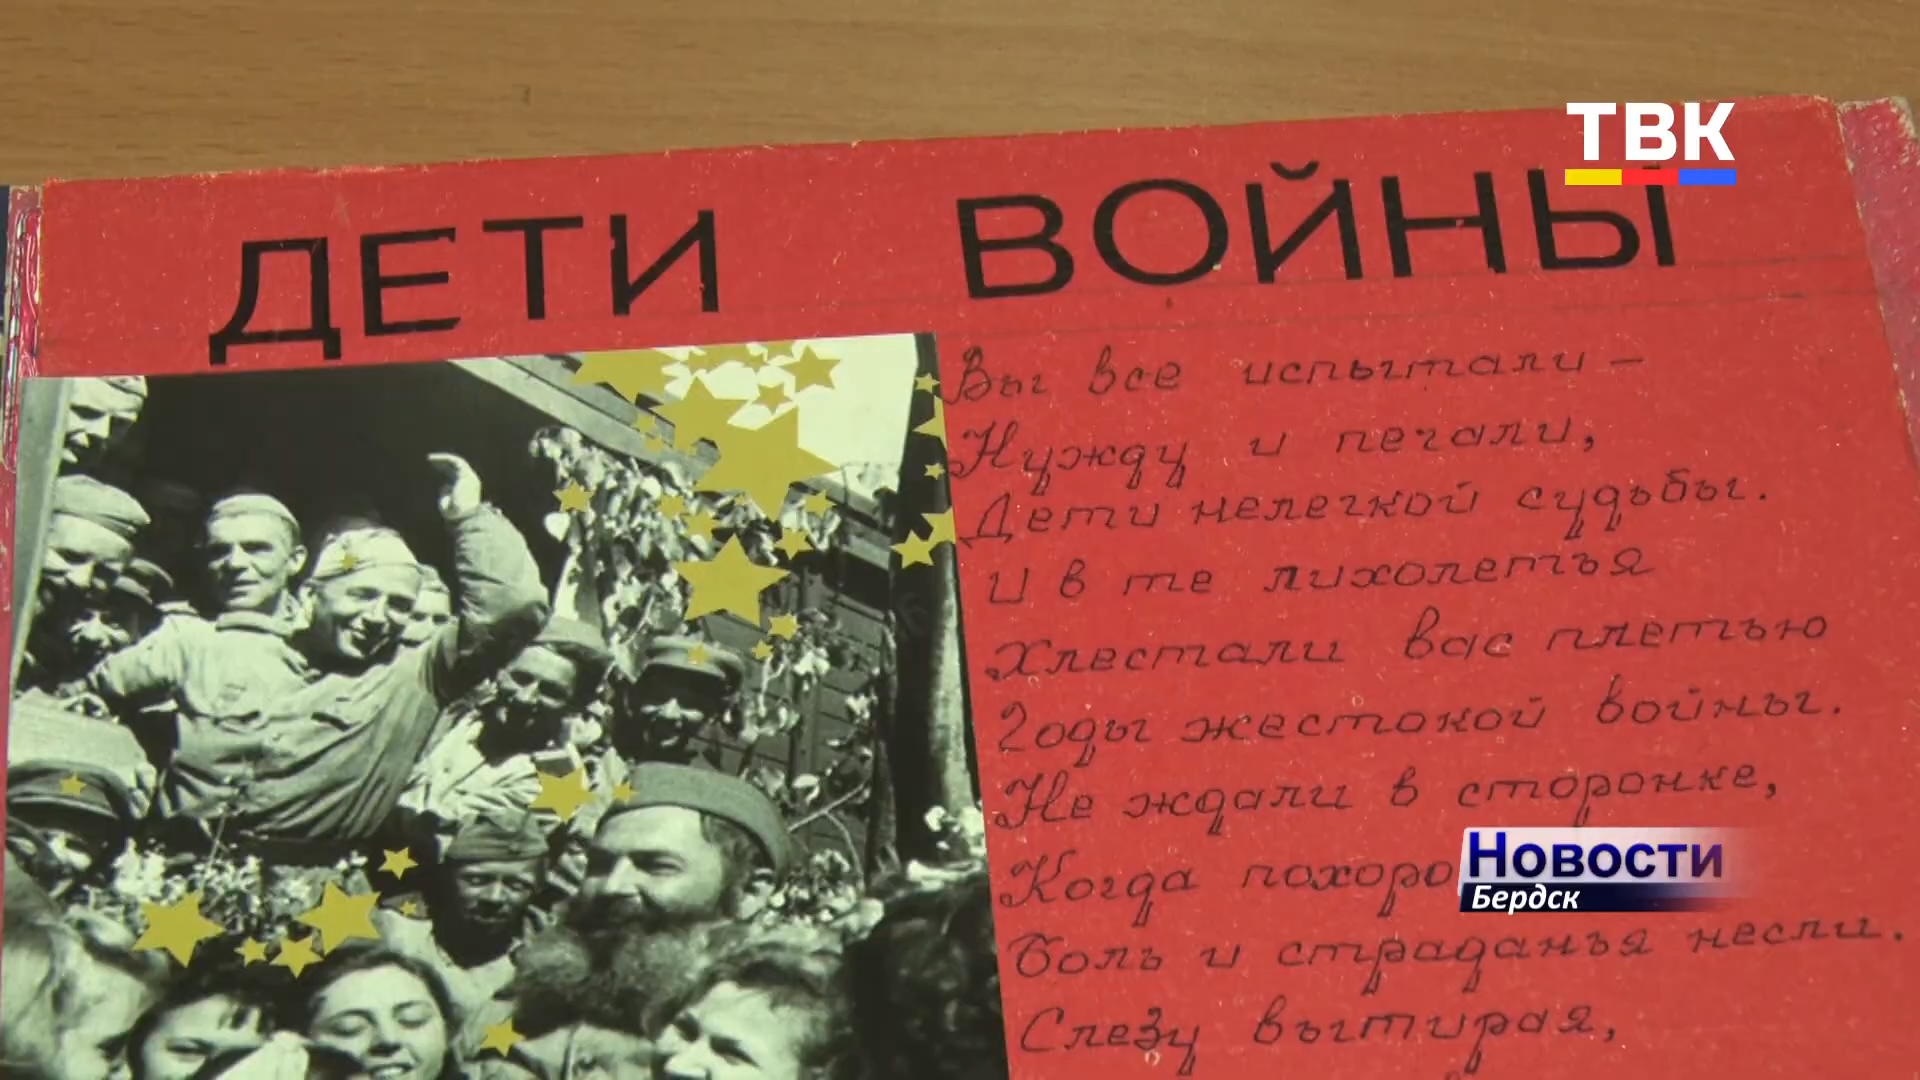 ТВК
ДЕТИ ВОЙНЫ
Вы все испытали –
Нужду и печали,
Дети нелегкой судьбы.
И в те лихолетья
Хлестали вас плетью
Годы жестокой войны.
Не ждали в сторонке,
Когда
Боль и страданья несли.
Слезу вытирая,
Новости
Бердск